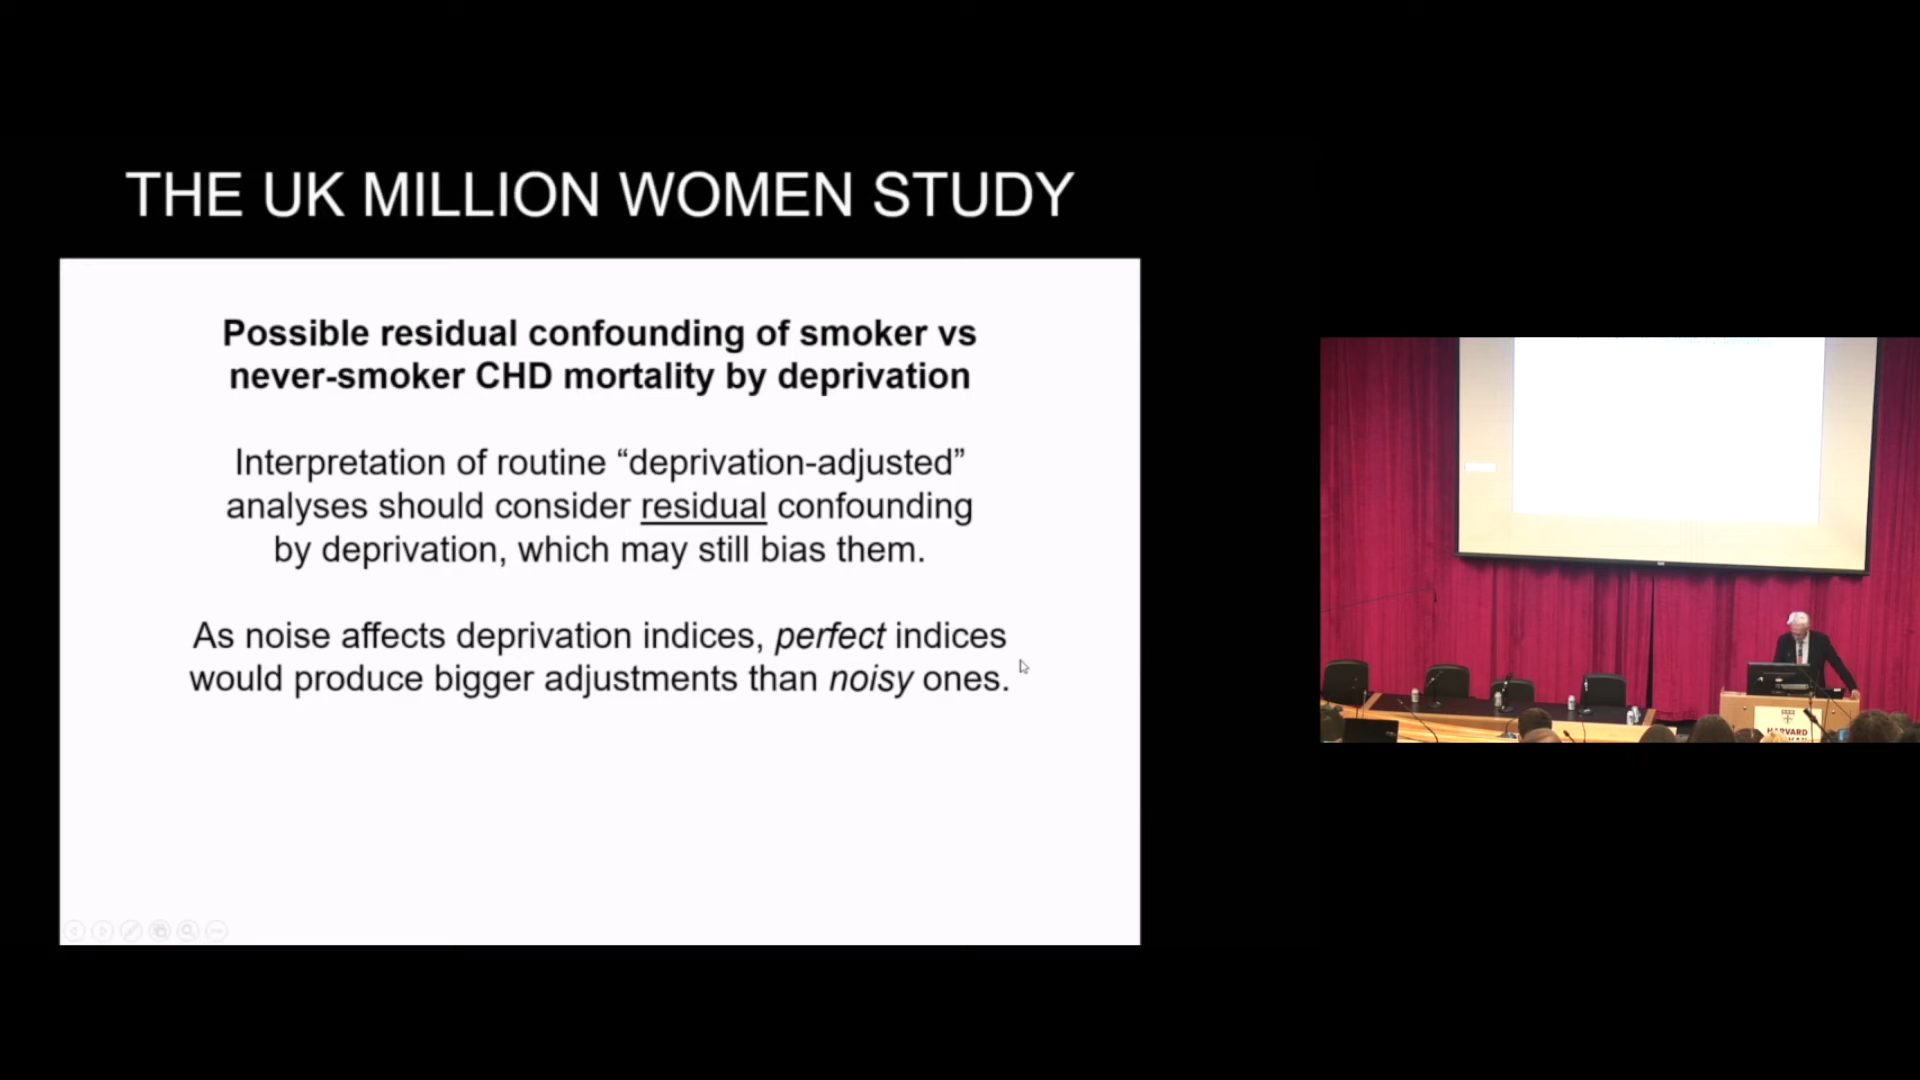 THE UK MILLION WOMEN STUDY
Possible residual confounding of smoker vs
never-smoker CHD mortality by deprivation
Interpretation of routine “deprivation-adjusted”
analyses should consider residual confounding
by deprivation, which may still bias them.
As noise affects deprivation indices, perfect indices
would produce bigger adjustments than noisy ones.
HARVARD